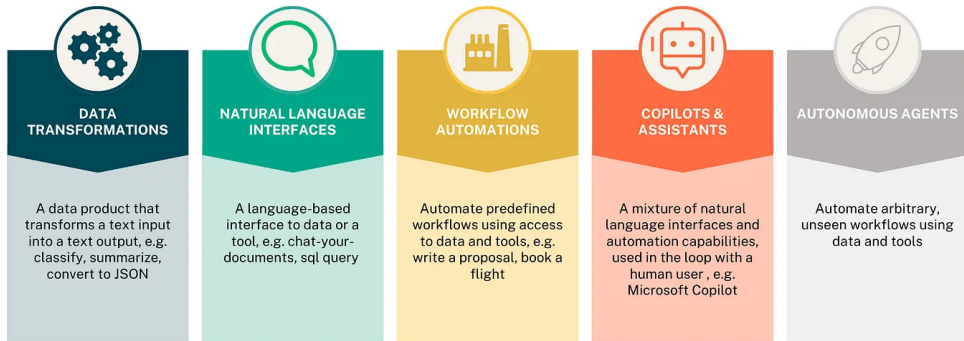 DATA
TRANSFORMATIONS
A data product that
transforms a text input
into a text output, e.g.
classify, summarize,
convert to JSON
NATURAL LANGUAGE
INTERFACES
A language-based
interface to data or a
tool, e.g. chat-your-
documents, sql query
WORKFLOW
AUTOMATIONS
Automate predefined
workflows using access
to data and tools, e.g.
write a proposal, book a
flight
COPILOTS &
ASSISTANTS
A mixture of natural
language interfaces and
automation capabilities,
used in the loop with a
human user , e.g.
Microsoft Copilot
AUTONOMOUS AGENTS
Automate arbitrary,
unseen workflows using
data and tools